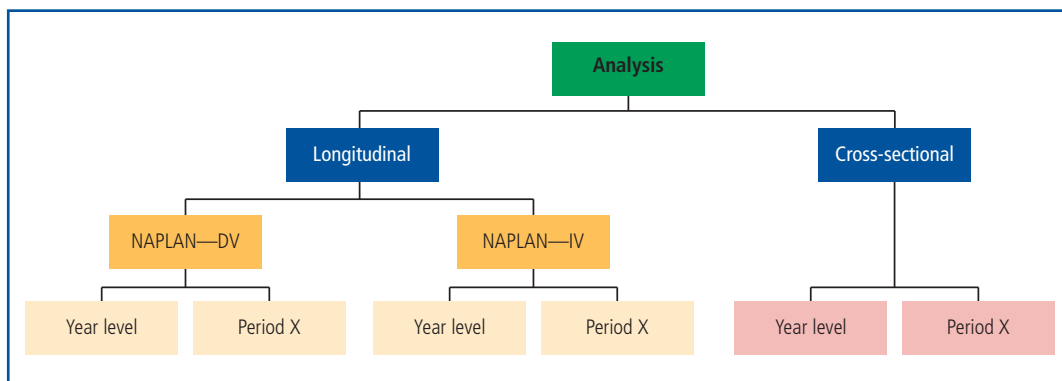 Analysis
Longitudinal
Cross-sectional
NAPLAN—DV
NAPLAN—IV
Year level
Period X
Year level
Period X
Year level
Period X